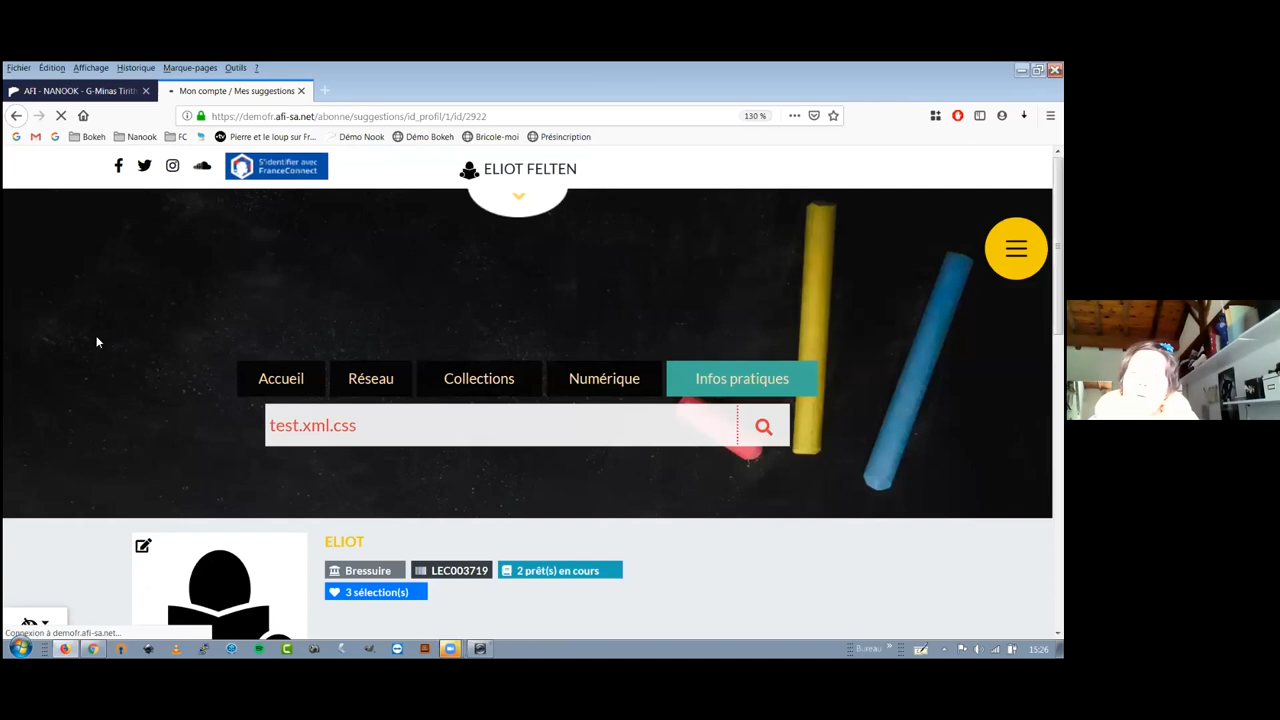 Fichier Édition Affichage Historique Marque-pages Outils ?
AFI - NANOOK - G-Minas Tirith
Mon compte / Mes suggestions
https://demofr.afi-sa.net/abonne/suggestions/id_profil/1/id/2922
130 %
Bokeh Nanook FC Pierre et le loup sur Fr... Démo Nook Démo Bokeh Bricole-moi Présincription
S'identifier avec
FranceConnect
ELIOT FELTEN
Accueil Réseau Collections Numérique Infos pratiques
test.xml.css
ELIOT
Bressuire LEC003719 2 prêt(s) en cours
3 sélection(s)
Connexion à demofr.afi-sa.net...
Bureau » 15:26